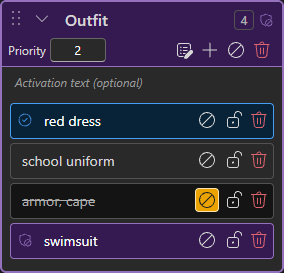 Outfit 4
Priority 2
Activation text (optional)
red dress
school uniform
armor, cape
swimsuit